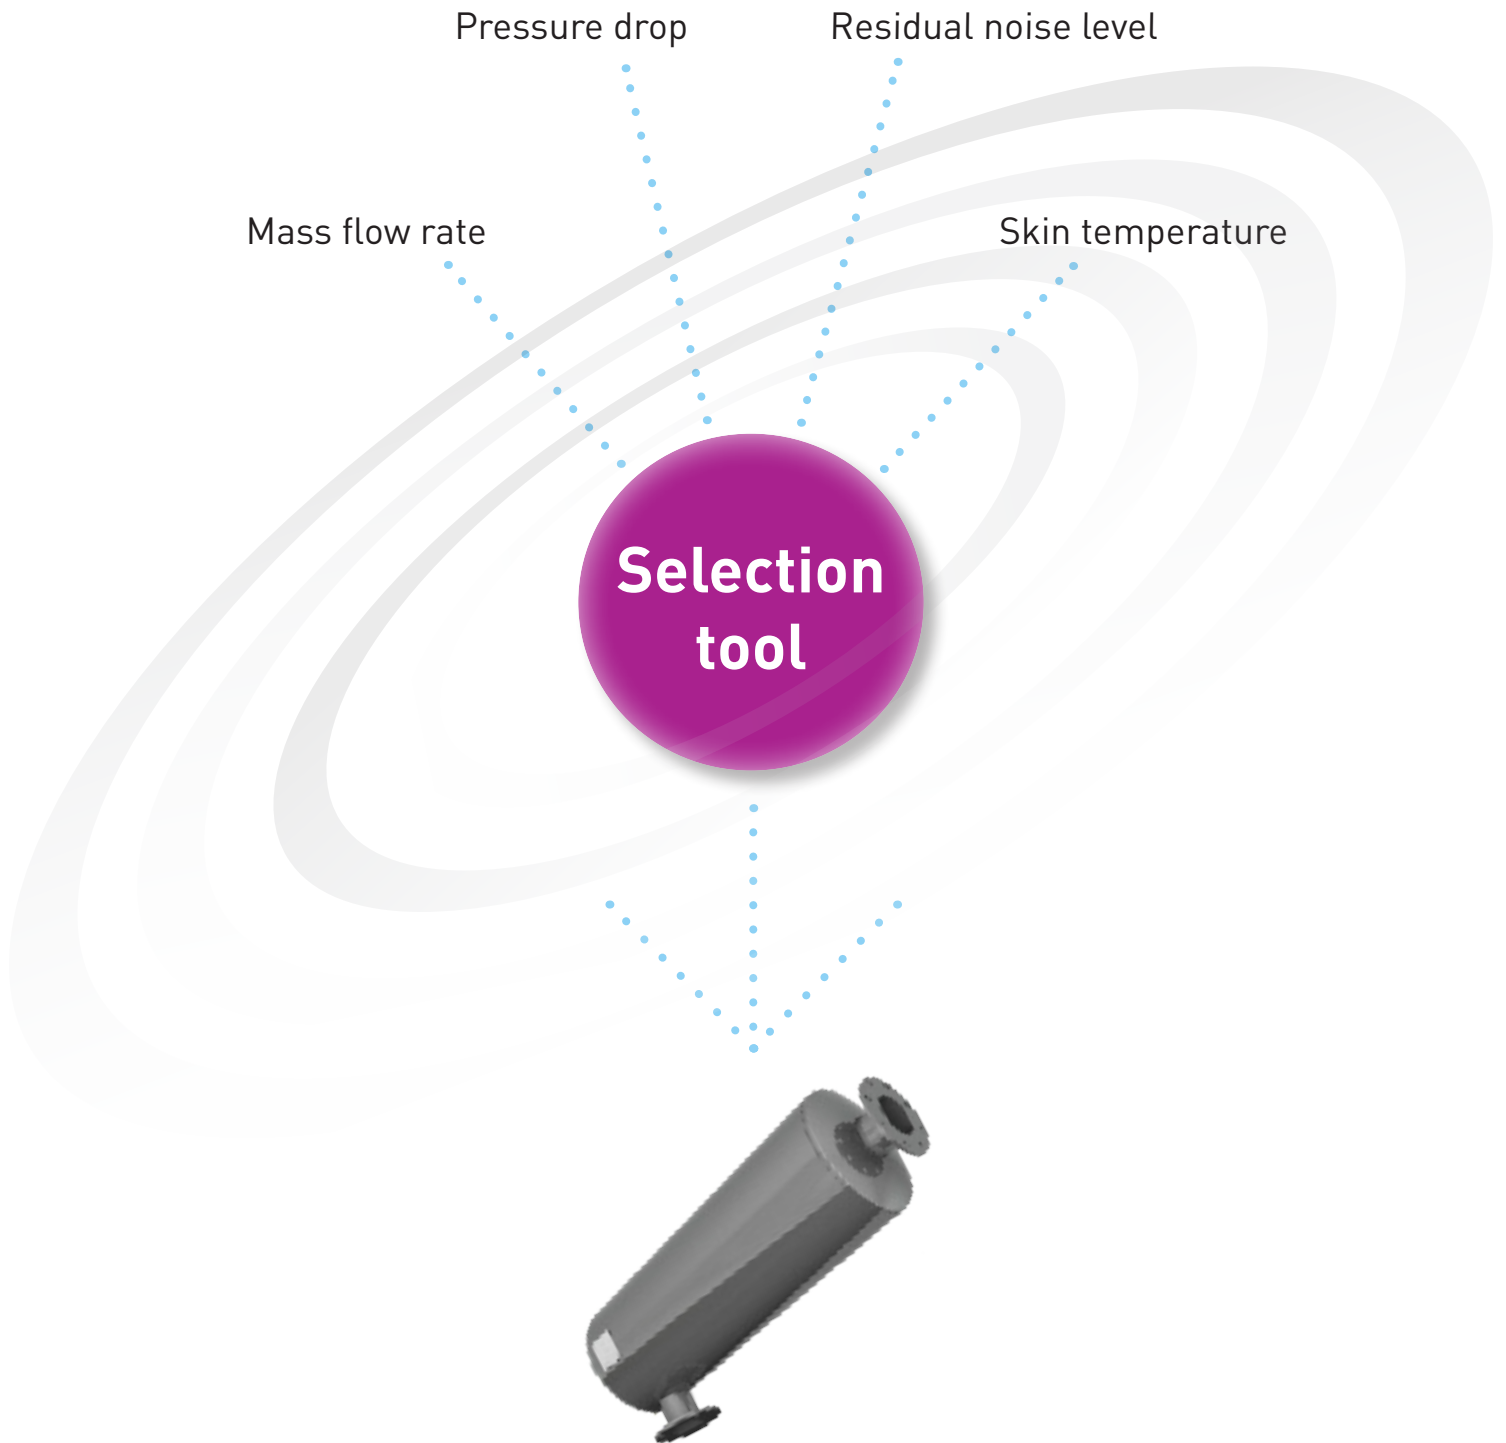 Pressure drop
Residual noise level
Mass flow rate
Skin temperature
Selection
tool